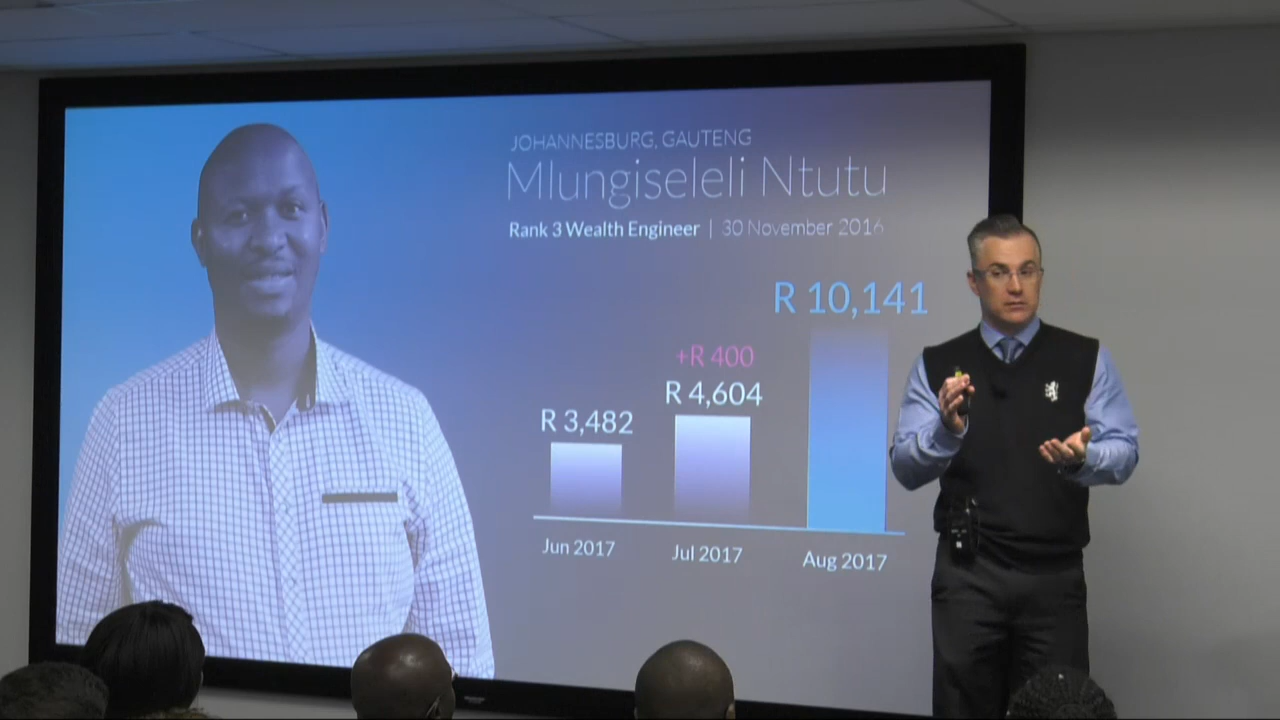 JOHANNESBURG, GAUTENG
Mlungiseleli Ntutu
Rank 3 Wealth Engineer | 30 November 2016
R 10,141
+R 400
R 4,604
R 3,482
Jun 2017
Jul 2017
Aug 2017